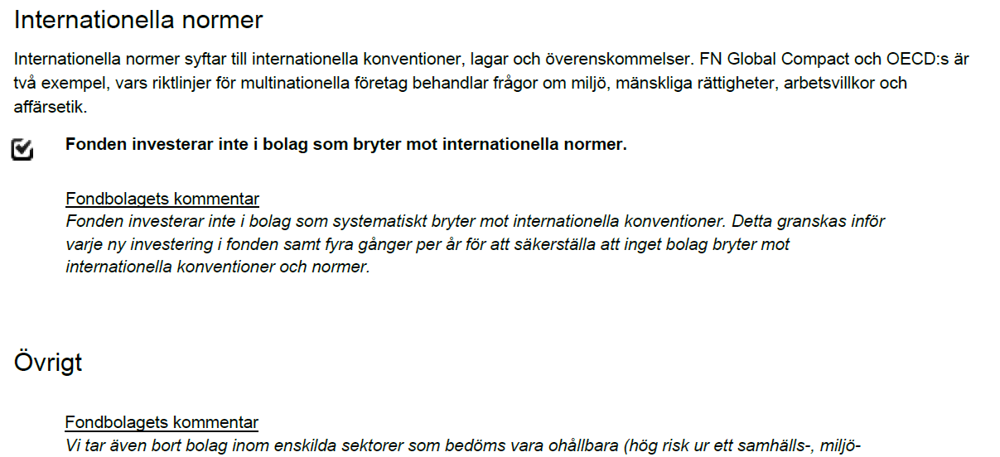 Internationella normer
Internationella normer syftar till internationella konventioner, lagar och överenskommelser. FN Global Compact och OECD:s är
två exempel, vars riktlinjer för multinationella företag behandlar frågor om miljö, mänskliga rättigheter, arbetsvillkor och
affärsetik.
Fonden investerar inte i bolag som bryter mot internationella normer.
Fondbolagets kommentar
Fonden investerar inte i bolag som systematiskt bryter mot internationella konventioner. Detta granskas inför
varje ny investering i fonden samt fyra gånger per år för att säkerställa att inget bolag bryter mot
internationella konventioner och normer.
Övrigt
Fondbolagets kommentar
Vi tar även bort bolag inom enskilda sektorer som bedöms vara ohållbara (hög risk ur ett samhälls-, miljö-